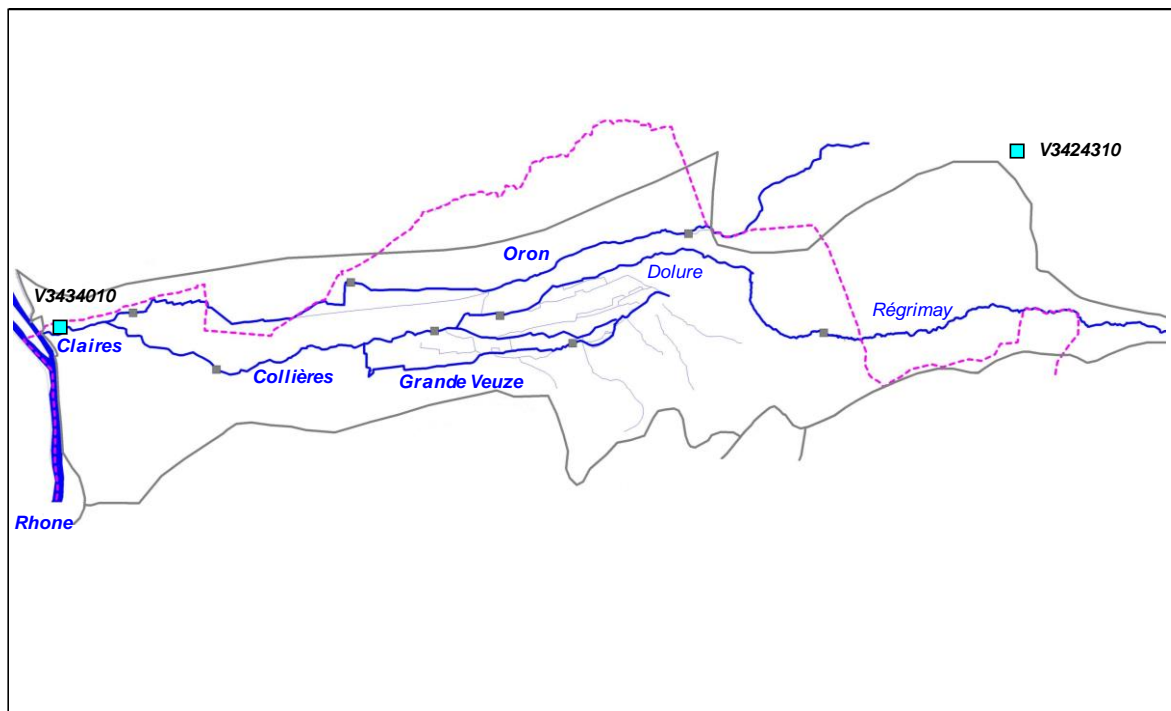 V3424310
Oron
Dolure
V3434010
Régrimay
Claires
Collières
Grande Veuze
Rhone